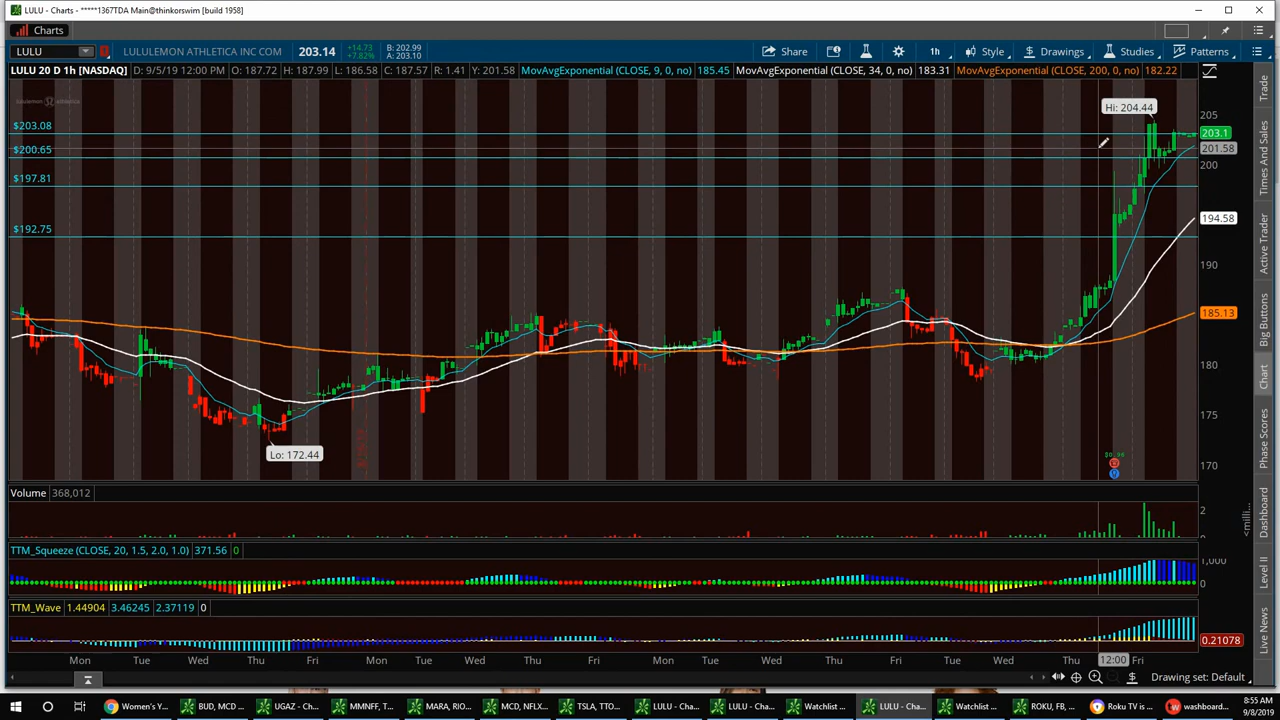 LULU - Charts - *****1367TDA Main@thinkorswim [build 1958]
Charts
LULU LULULEMON ATHLETICA INC COM 203.14 +14.73 +7.82% B: 202.99 A: 203.10 Share 1h Style Drawings Studies Patterns
LULU 20 D 1h [NASDAQ] D: 9/5/19 12:00 PM O: 187.72 H: 187.99 L: 186.58 C: 187.57 R: 1.41 Y: 201.58 MovAvgExponential (CLOSE, 9, 0, no) 185.45 MovAvgExponential (CLOSE, 34, 0, no) 183.31 MovAvgExponential (CLOSE, 200, 0, no) 182.22
lululemon athletica
Hi: 204.44
205
$203.08
203.1
$200.65
201.58
200
$197.81
194.58
$192.75
190
185.13
180
175
Lo: 172.44
$0.96
170
Volume 368,012
2
<milli...
TTM_Squeeze (CLOSE, 20, 1.5, 2.0, 1.0) 371.56 0
1,000
0
TTM_Wave 1.44904 3.46245 2.37119 0
0.21078
Mon Tue Wed Thu Fri Mon Tue Wed Thu Fri Mon Tue Wed Thu Fri Tue Wed Thu 12:00 Fri
Drawing set: Default
Trade
Times And Sales
Active Trader
Big Buttons
Chart
Phase Scores
Dashboard
Level II
Live News
Women's Y... BUD, MCD ... UGAZ - Ch... MMNFF, T... MARA, RIO... MCD, NFLX... TSLA, TTO... LULU - Cha... LULU - Cha... Watchlist ... LULU - Cha... Watchlist ... ROKU, FB, ... Roku TV is ... washboard...
8:55 AM
9/8/2019